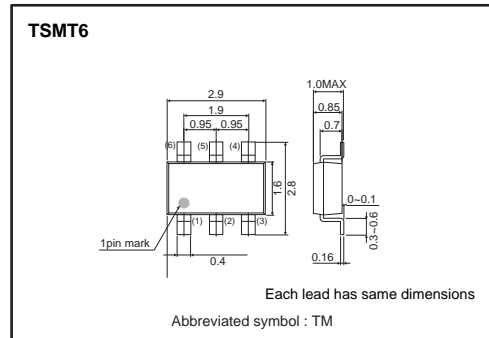 TSMT6
1.0MAX
2.9
1.9
0.85
0.95 0.95
0.7
(6) (5) (4)
1.6
2.8
0~0.1
0.3~0.6
(1) (2) (3)
1pin mark
0.4
0.16
Each lead has same dimensions
Abbreviated symbol : TM